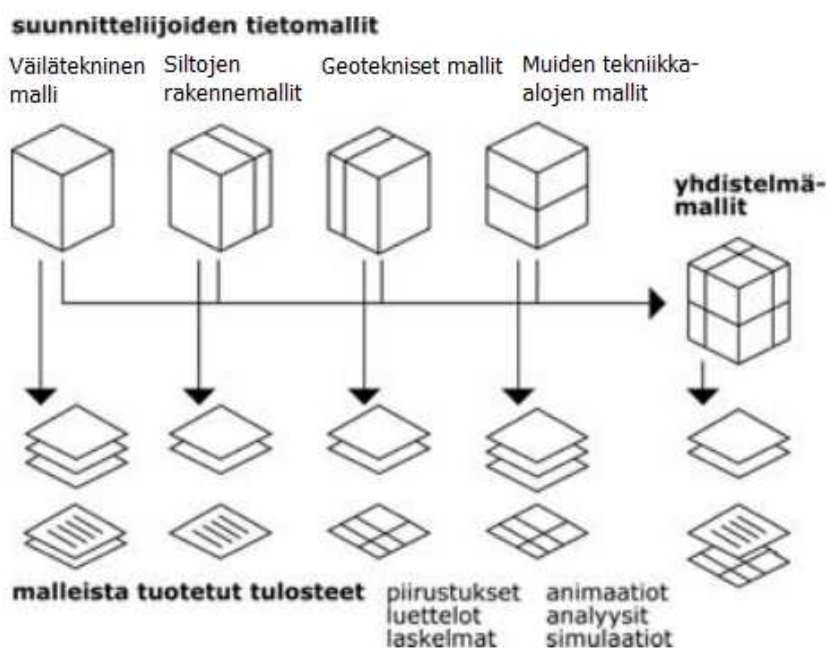 suunnitteliijoiden tietomallit
Väilätekninen malli
Siltojen rakennemallit
Geotekniset mallit
Muiden tekniikka-alojen mallit
yhdistelmä-
mallit
malleista tuotetut tulosteet
piirustukset
luettelot
laskelmat
animaatiot
analyysit
simulaatiot